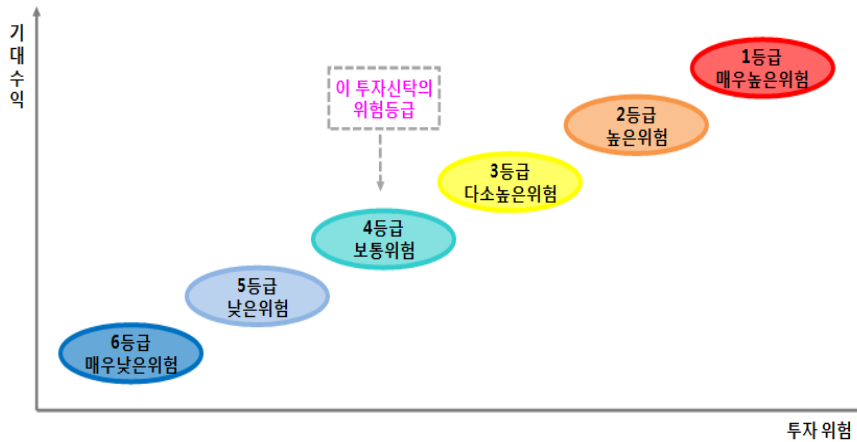 기
대
수
익
이 투자신탁의
위험등급
1등급
매우높은위험
2등급
높은위험
3등급
다소높은위험
4등급
보통위험
5등급
낮은위험
6등급
매우낮은위험
투자 위험